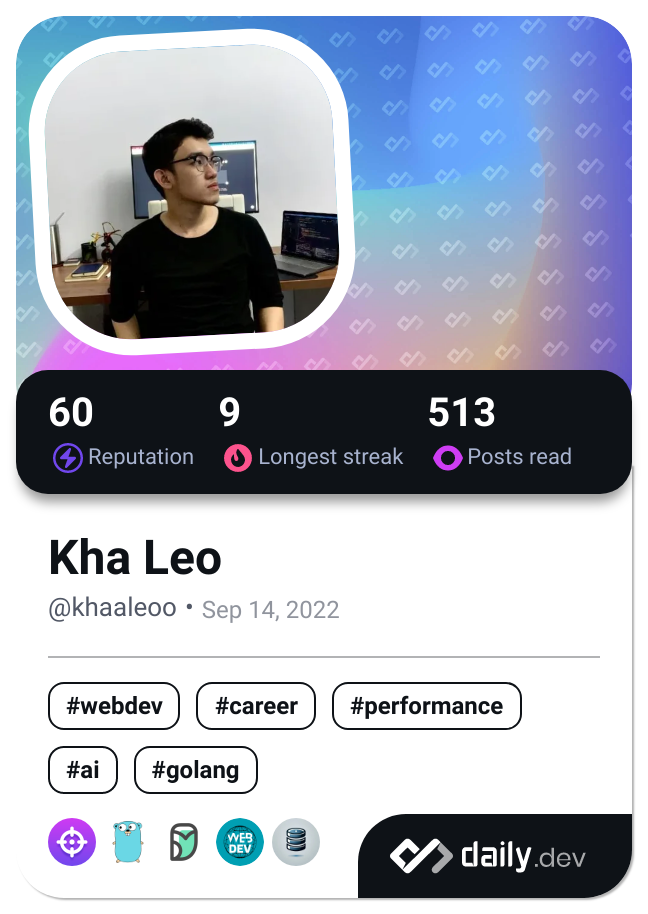 60 9 513
Reputation Longest streak Posts read
Kha Leo
@khaaleoo • Sep 14, 2022
#webdev #career #performance
#ai #golang
WEB
DEV
daily.dev